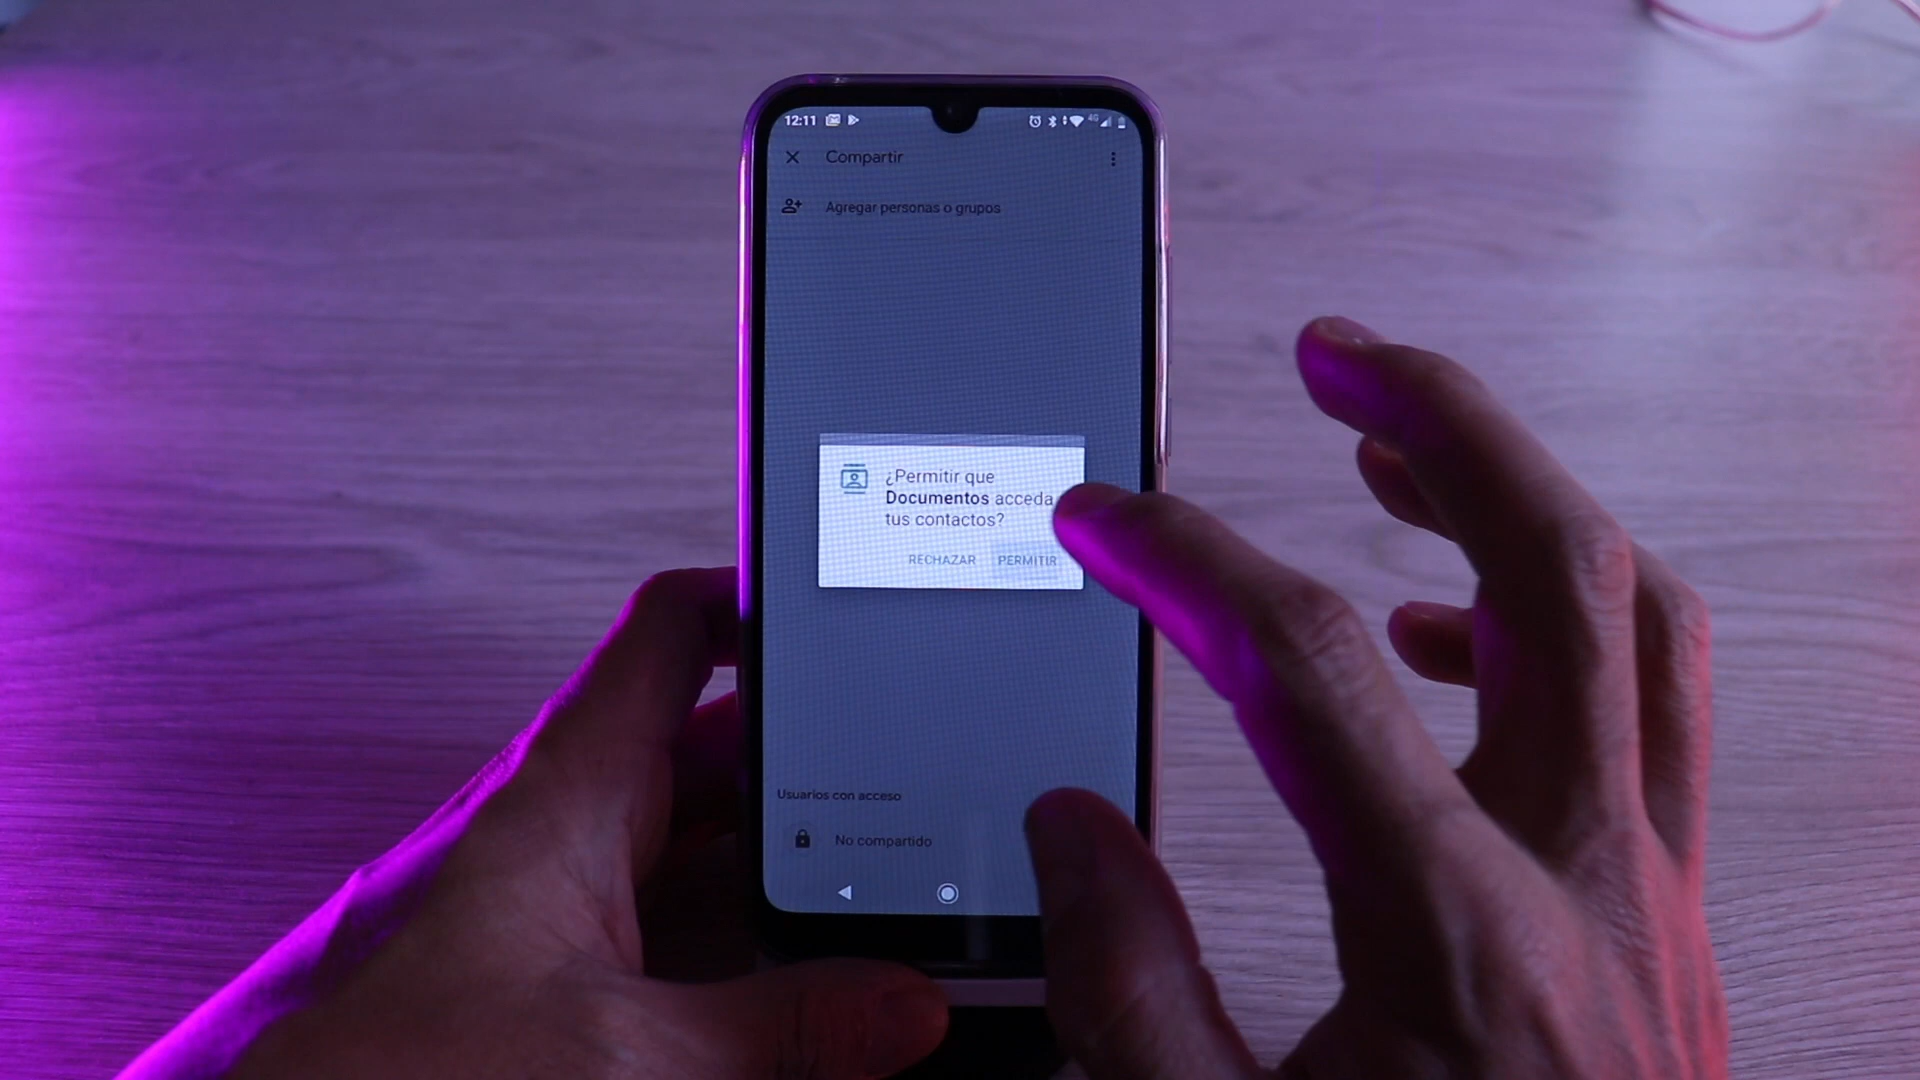 12:11
4G
Compartir
Agregar personas o grupos
¿Permitir que
Documentos acceda
tus contactos?
RECHAZAR PERMITIR
Usuarios con acceso
No compartido